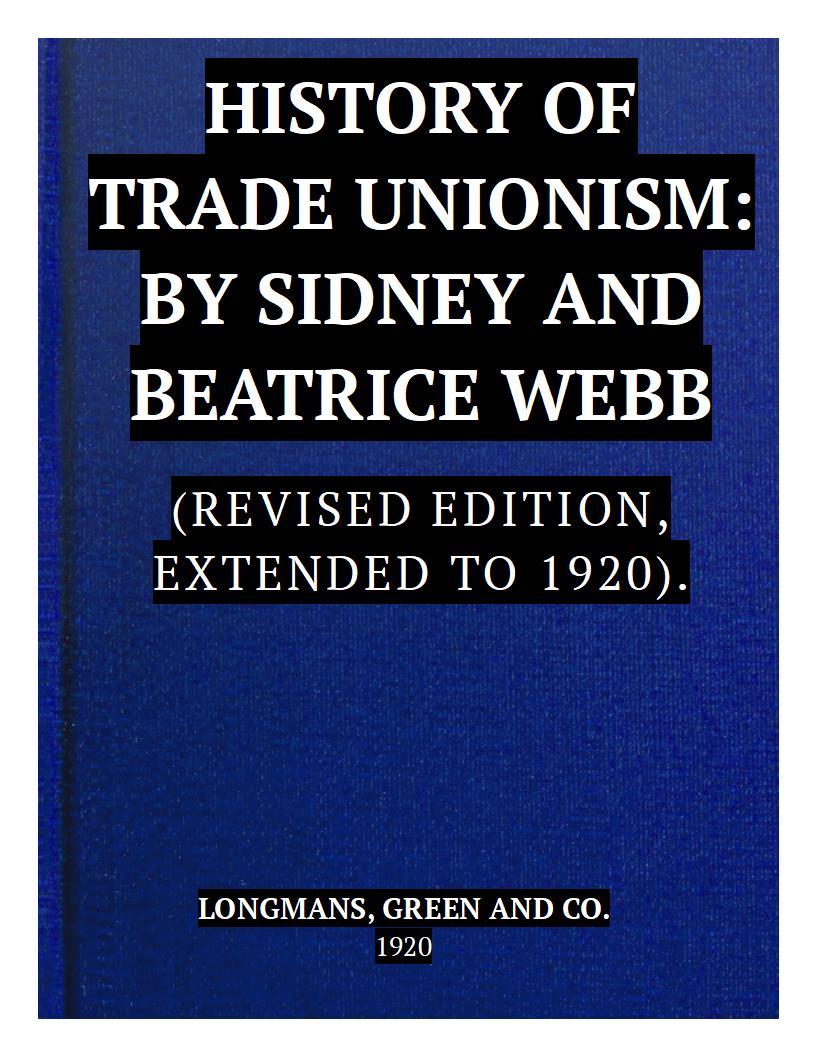 HISTORY OF
TRADE UNIONISM:
BY SIDNEY AND
BEATRICE WEBB
(REVISED EDITION,
EXTENDED TO 1920).
LONGMANS, GREEN AND CO.
1920